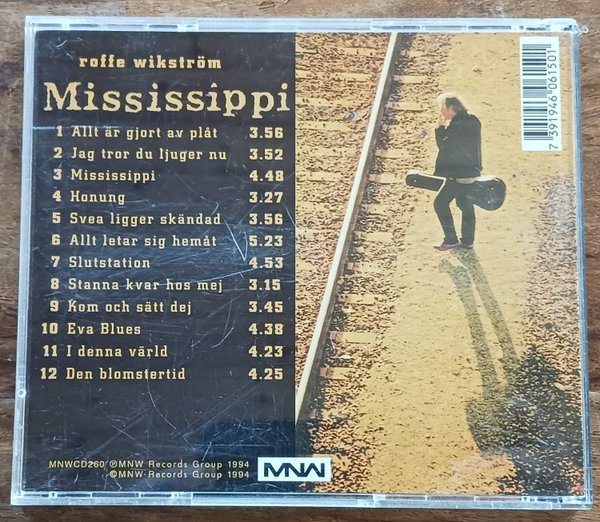 roffe wikström
Mississippi
1 Allt är gjort av plåt 3.56
2 Jag tror du ljuger nu 3.52
3 Mississippi 4.48
4 Honung 3.27
5 Svea ligger skändad 3.56
6 Allt letar sig hemåt 5.23
7 Slutstation 4.53
8 Stanna kvar hos mej 3.15
9 Kom och sätt dej 3.45
10 Eva Blues 4.38
11 I denna värld 4.23
12 Den blomstertid 4.25
MNWCD260 ℗MNW Records Group 1994
©MNW Records Group 1994
MNW
7 391946 061501